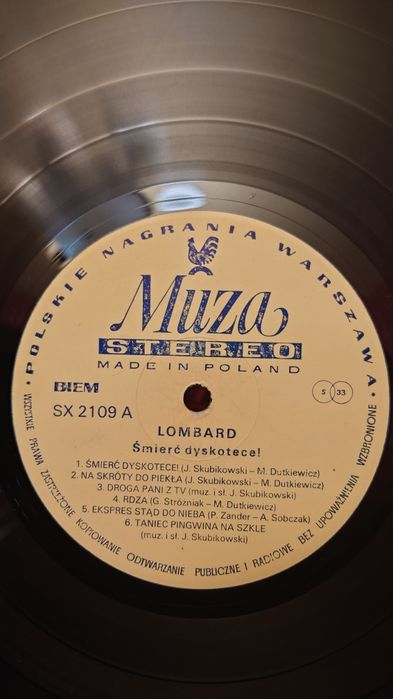 • POLSKIE NAGRANIA WARSZAWA •
Muza
STEREO
MADE IN POLAND
BIEM
SX 2109 A
S 33
LOMBARD
Śmierć dyskotece!
1. ŚMIERĆ DYSKOTECE! (J. Skubikowski – M. Dutkiewicz)
2. NA SKRÓTY DO PIEKŁA (J. Skubikowski – M. Dutkiewicz)
3. DROGA PANI Z TV (muz. i sł. J. Skubikowski)
4. RDZA (G. Stróżniak – M. Dutkiewicz)
5. EKSPRES STĄD DO NIEBA (P. Zander – A. Sobczak)
6. TANIEC PINGWINA NA SZKLE
(muz. i sł. J. Skubikowski)
WSZYSTKIE PRAWA ZASTRZEŻONE KOPIOWANIE ODTWARZANIE PUBLICZNE I RADIOWE BEZ UPOWAŻNIENIA WZBRONIONE